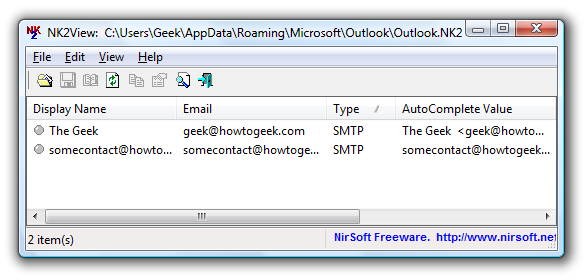 NK2 NK2View: C:\Users\Geek\AppData\Roaming\Microsoft\Outlook\Outlook.NK2
File Edit View Help
Display Name Email Type AutoComplete Value
The Geek geek@howtogeek.com SMTP The Geek <geek@howto...
somecontact@howto... somecontact@howtoge... SMTP somecontact@howtogeek...
2 item(s) NirSoft Freeware. http://www.nirsoft.net